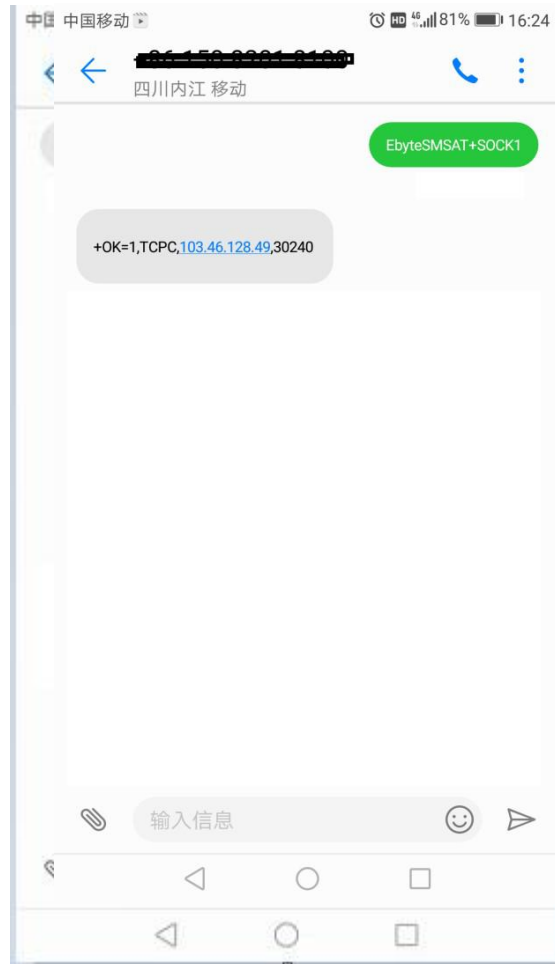 中国移动
81%
16:24
四川内江 移动
EbyteSMSAT+SOCK1
+OK=1,TCPC,103.46.128.49,30240
输入信息